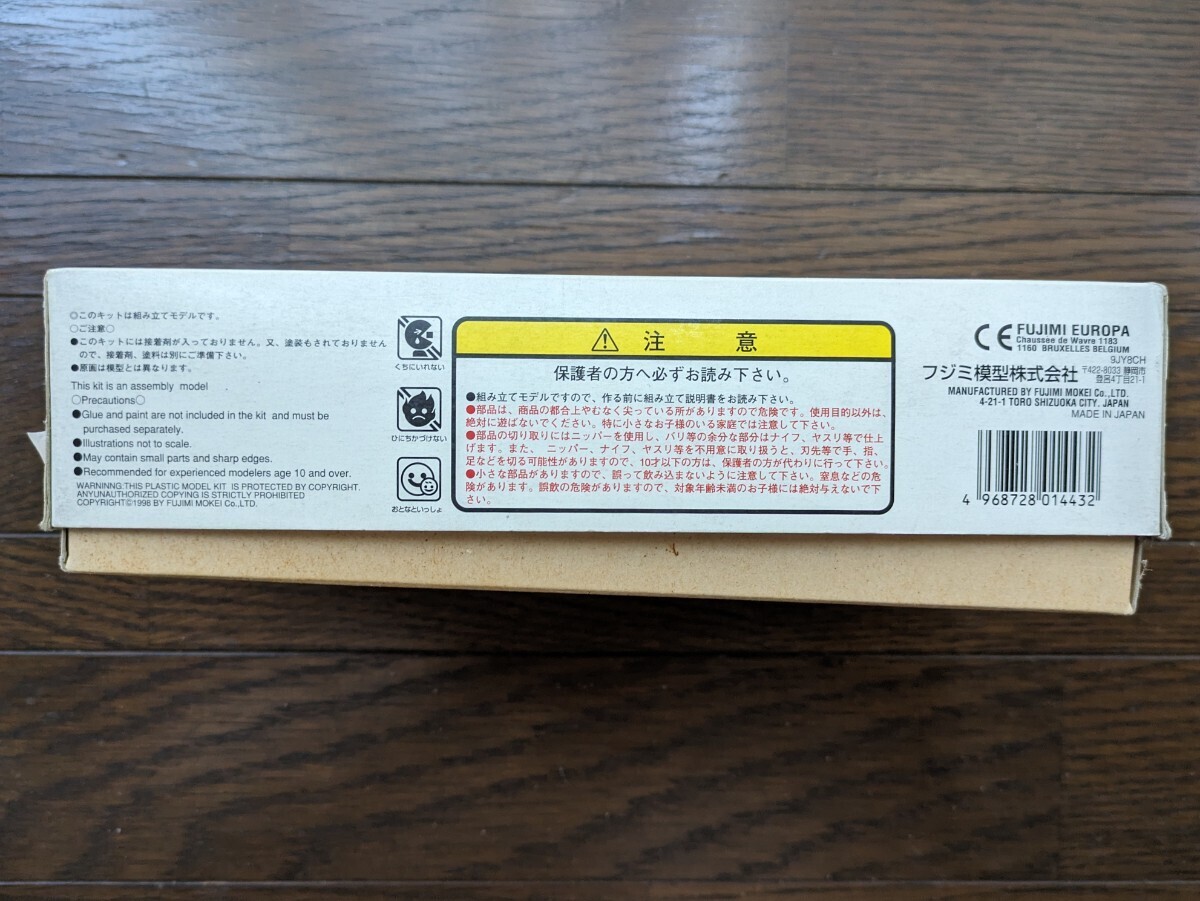 ◎このキットは組み立てモデルです。
○ご注意○
●このキットには接着剤が入っておりません。又、塗装もされておりません
ので、接着剤、塗料は別にご準備下さい。
●原画は模型とは異なります。
This kit is an assembly model
○Precautions○
●Glue and paint are not included in the kit and must be
purchased separately.
●Illustrations not to scale.
●May contain small parts and sharp edges.
●Recommended for experienced modelers age 10 and over.
WARNINNG:THIS PLASTIC MODEL KIT IS PROTECTED BY COPYRIGHT.
ANYUNAUTHORIZED COPYING IS STRICTLY PROHIBITED
COPYRIGHT©1998 BY FUJIMI MOKEI Co.,LTD.
くちにいれない
ひにちかづけない
おとなといっしょ
注 意
保護者の方へ必ずお読み下さい。
●組み立てモデルですので、作る前に組み立て説明書をお読み下さい。
●部品は、商品の都合上やむなく尖っている所がありますので危険です。使用目的以外は、
絶対に遊ばないでください。特に小さなお子様のいる家庭では注意して下さい。
●部品の切り取りにはニッパーを使用し、バリ等の余分な部分はナイフ、ヤスリ等で仕上
げます。また、 ニッパー、ナイフ、ヤスリ等を不用意に取り扱うと、刃先等で手、指、
足などを切る可能性がありますので、10才以下の方は、保護者の方が代わりに行って下さい。
●小さな部品がありますので、誤って飲み込まないように注意して下さい。窒息などの危
険があります。誤飲の危険がありますので、対象年齢未満のお子様には絶対与えないで下
さい。
CE FUJIMI EUROPA
Chaussée de Wavre 1183
1160 BRUXELLES BELGIUM
9JY8CH
フジミ模型株式会社 〒422-8033 静岡市
登呂4丁目21-1
MANUFACTURED BY FUJIMI MOKEI Co.,LTD.
4-21-1 TORO SHIZUOKA CITY. JAPAN
MADE IN JAPAN
4 968728 014432